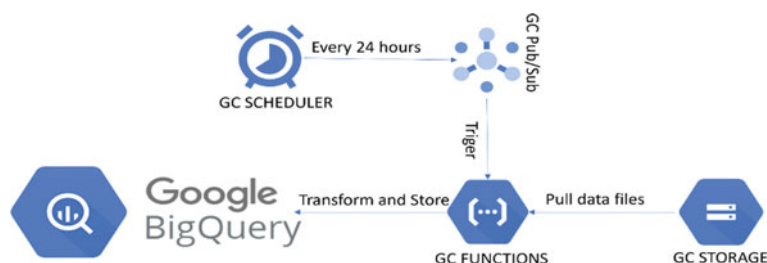 Every 24 hours
GC SCHEDULER
GC Pub/Sub
Triger
Google
BigQuery
Transform and Store
GC FUNCTIONS
Pull data files
GC STORAGE